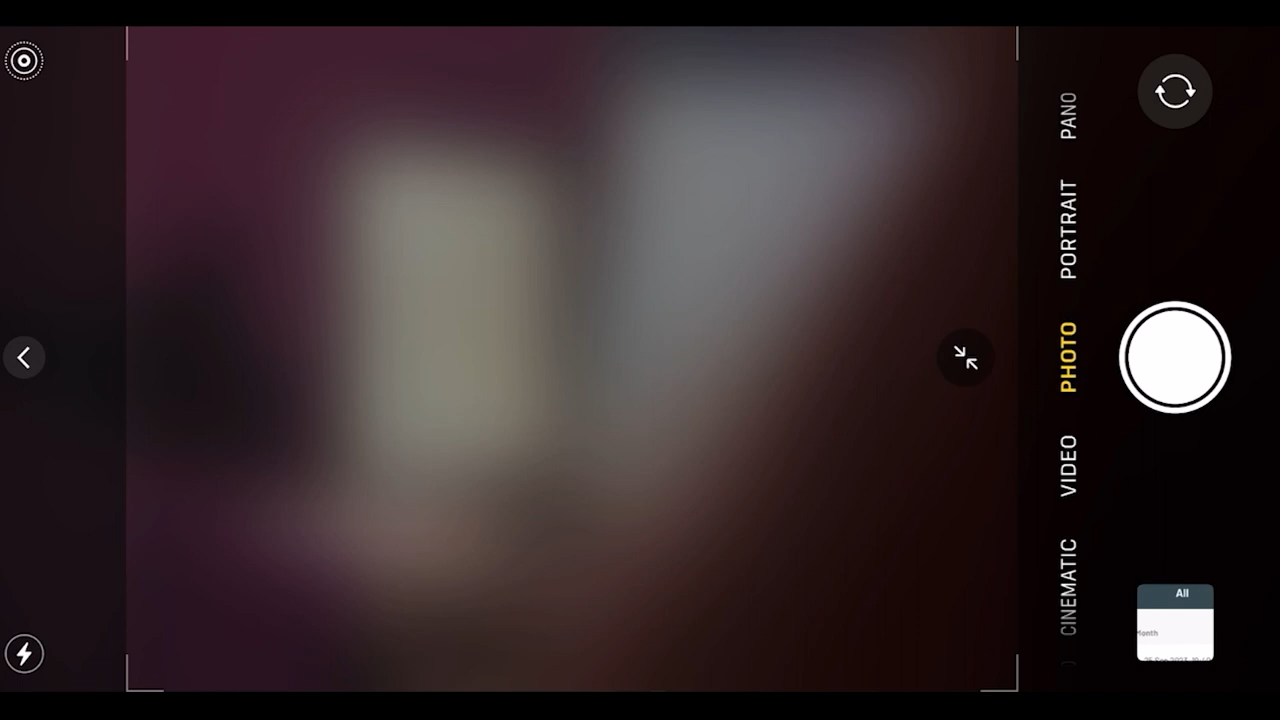 PANO
PORTRAIT
PHOTO
VIDEO
CINEMATIC
All
Month